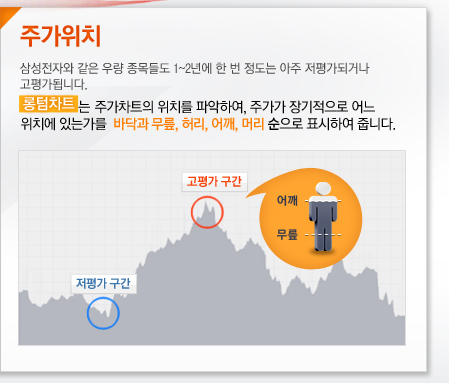 주가위치
삼성전자와 같은 우량 종목들도 1~2년에 한 번 정도는 아주 저평가되거나
고평가됩니다.
롱텀차트 는 주가차트의 위치를 파악하여, 주가가 장기적으로 어느
위치에 있는가를 바닥과 무릎, 허리, 어깨, 머리 순으로 표시하여 줍니다.
고평가 구간
어깨
무릎
저평가 구간